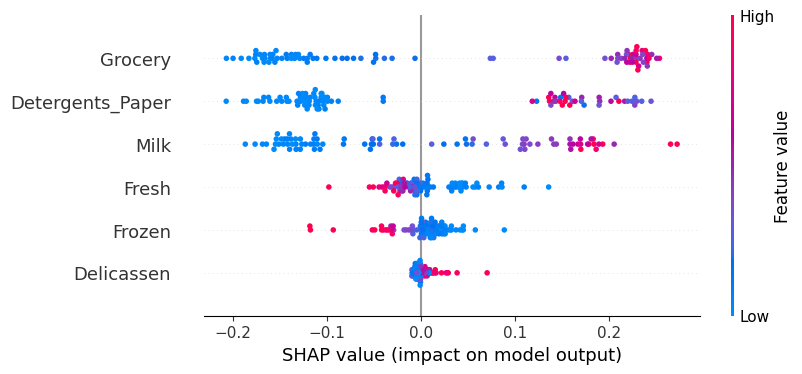 High
Grocery
Detergents_Paper
Milk
Fresh
Frozen
Delicassen
Feature value
Low
−0.2 −0.1 0.0 0.1 0.2
SHAP value (impact on model output)